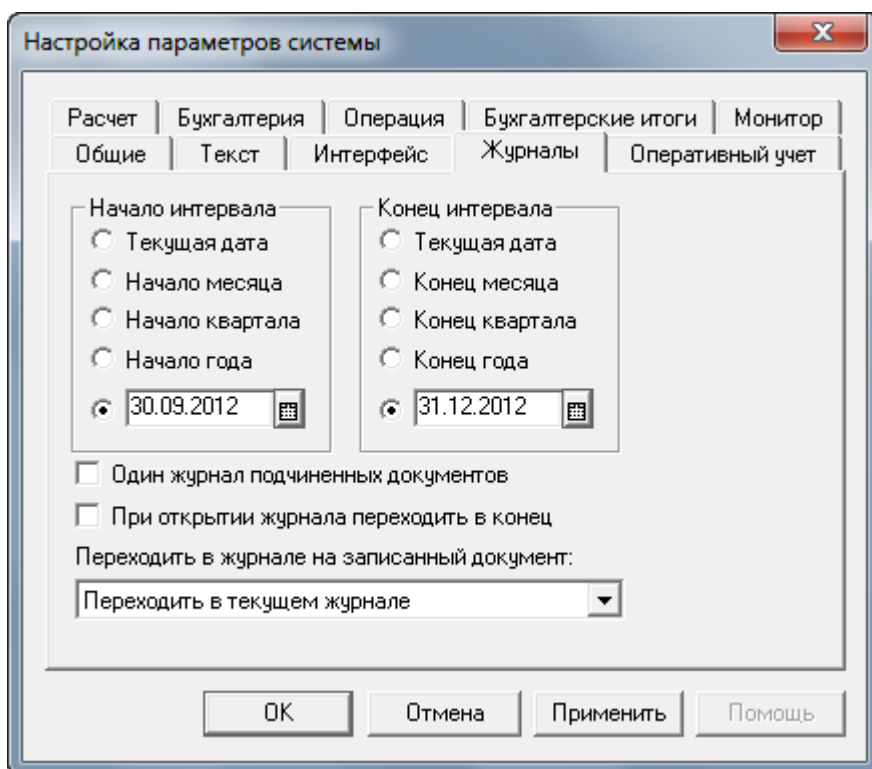 Настройка параметров системы
Расчет Бухгалтерия Операция Бухгалтерские итоги Монитор
Общие Текст Интерфейс Журналы Оперативный учет
Начало интервала Конец интервала
Текущая дата Текущая дата
Начало месяца Конец месяца
Начало квартала Конец квартала
Начало года Конец года
30.09.2012 31.12.2012
Один журнал подчиненных документов
При открытии журнала переходить в конец
Переходить в журнале на записанный документ:
Переходить в текущем журнале
OK Отмена Применить Помощь